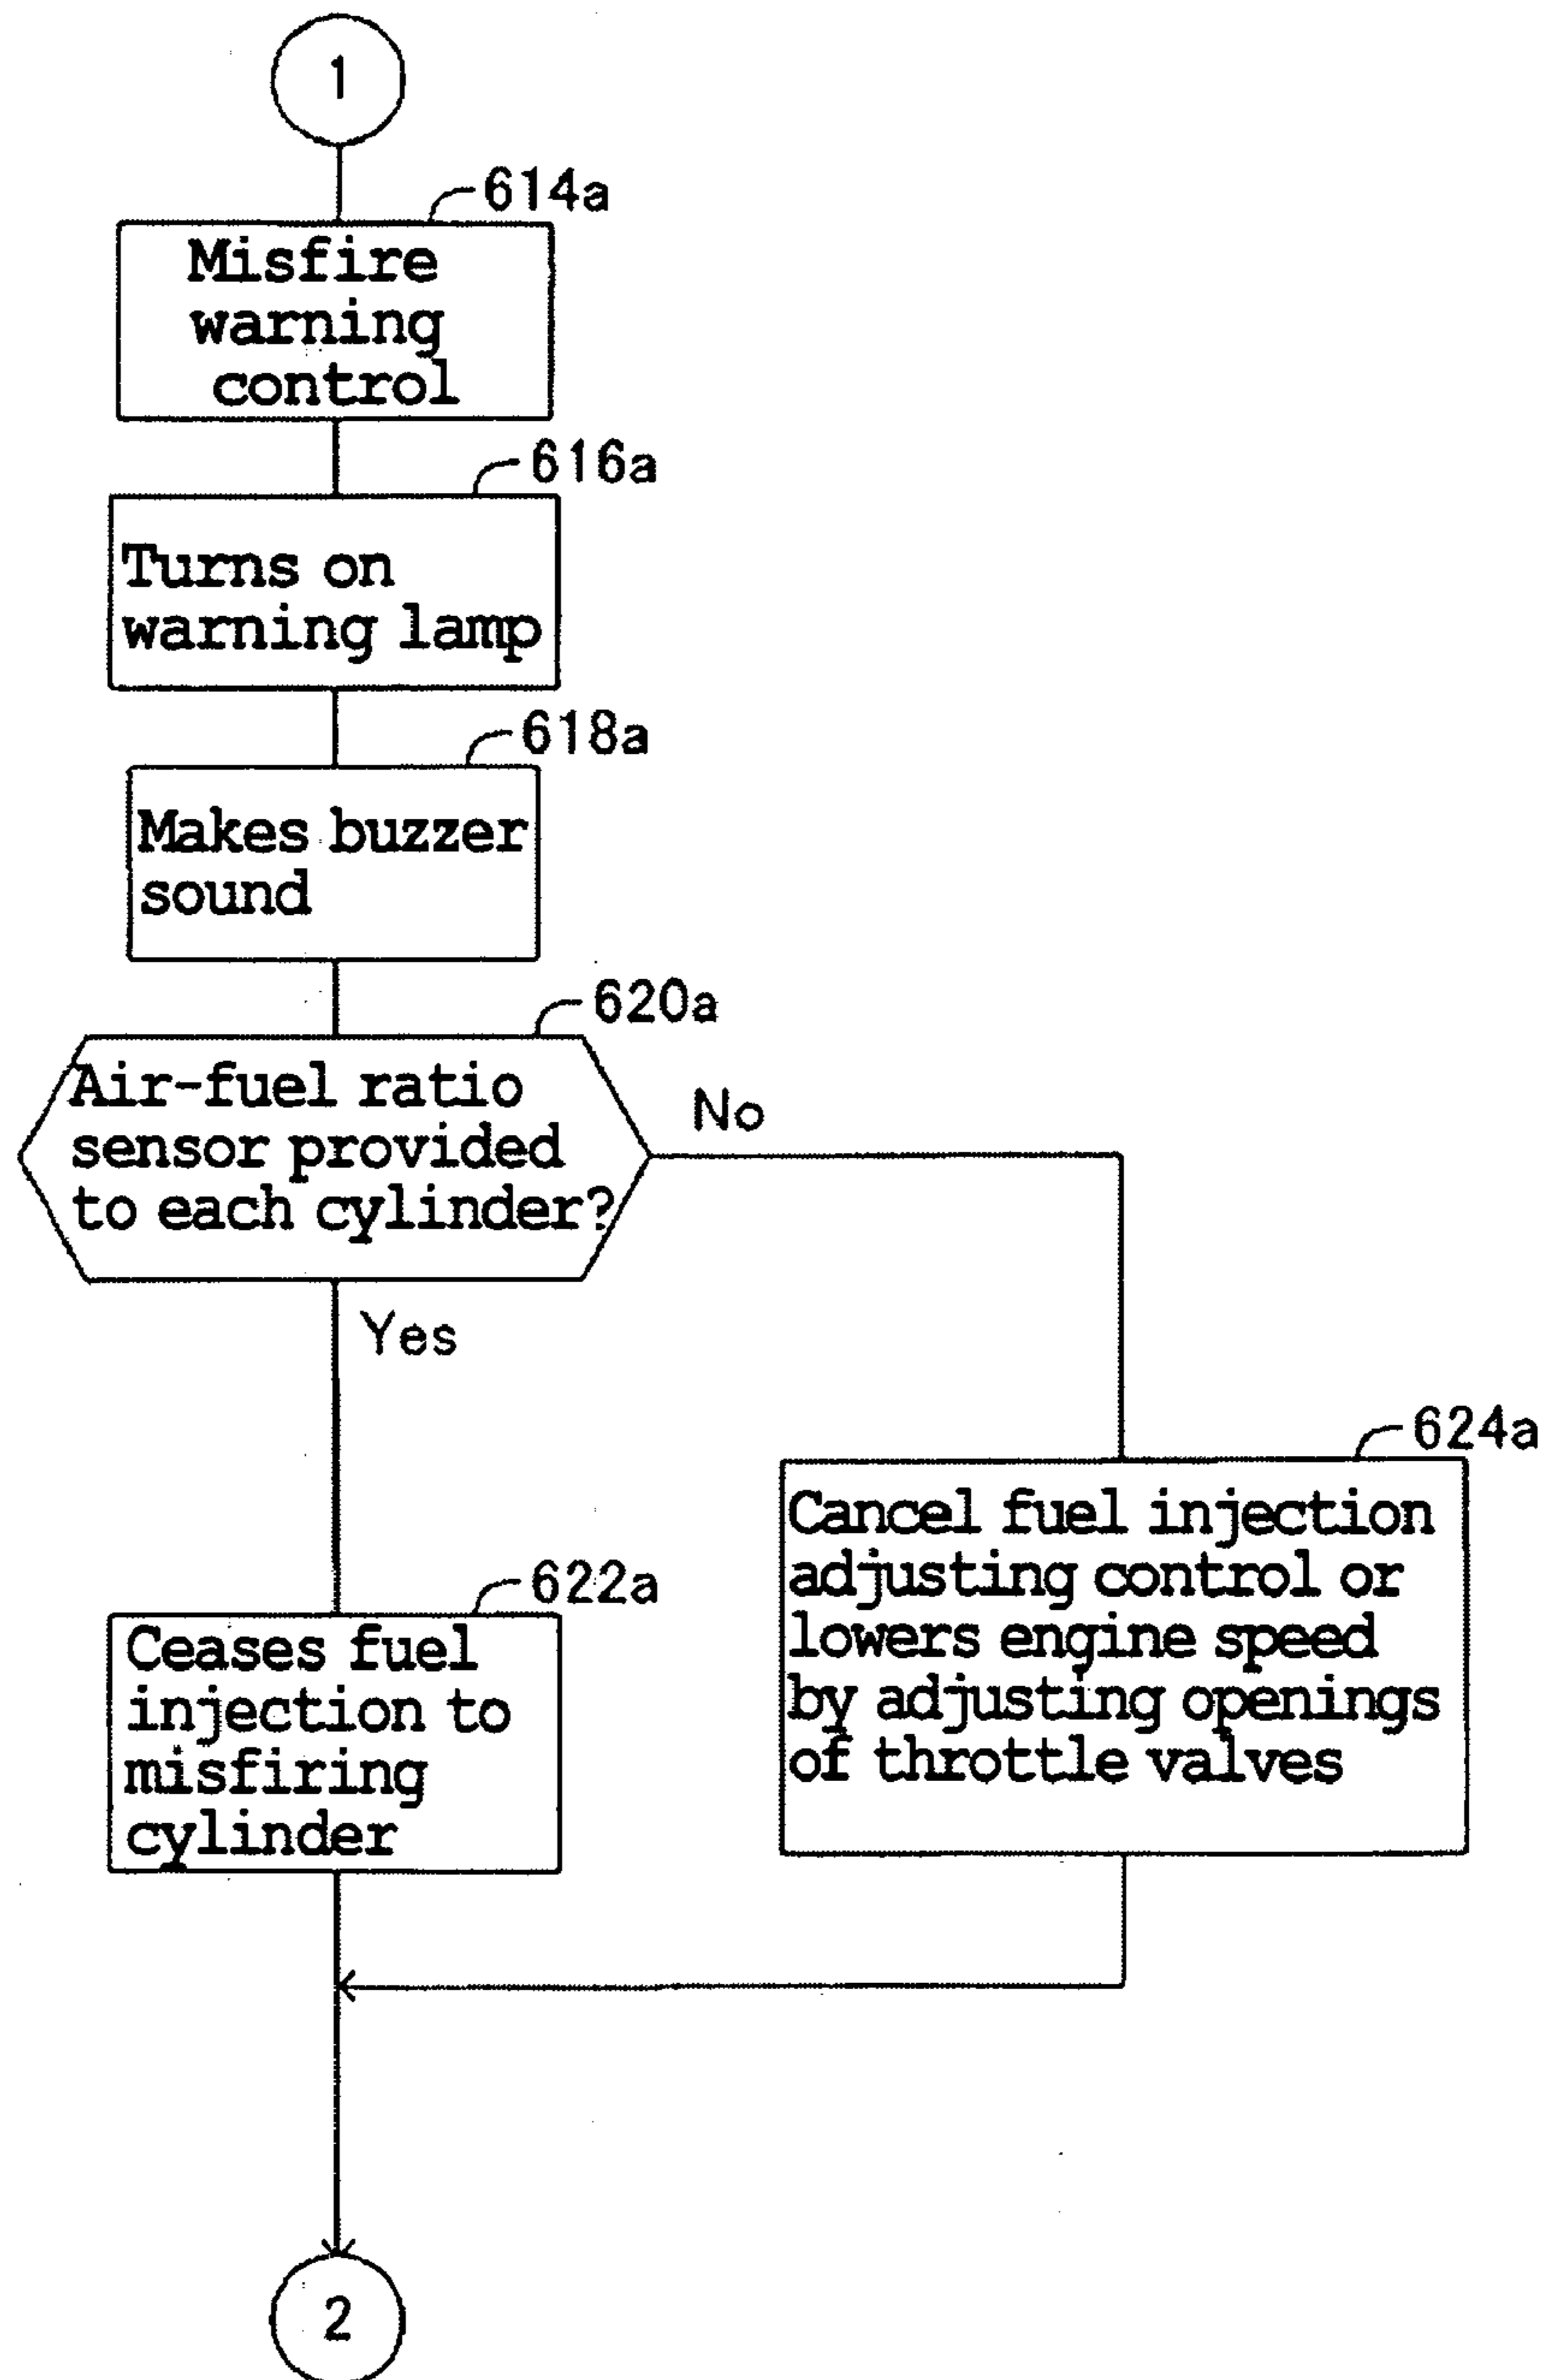 1
614a
Misfire
warning
control
616a
Turns on
warning lamp
618a
Makes buzzer
sound
620a
Air-fuel ratio
sensor provided
to each cylinder?
No
Yes
624a
Cancel fuel injection
adjusting control or
lowers engine speed
by adjusting openings
of throttle valves
622a
Ceases fuel
injection to
misfiring
cylinder
2